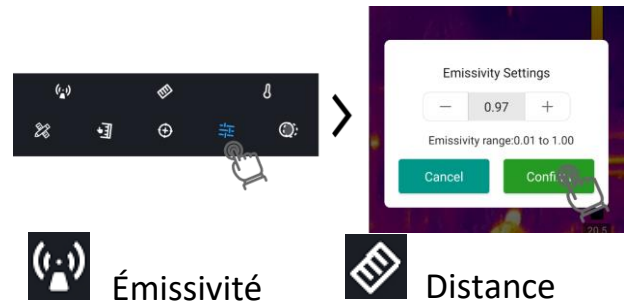 Emissivity Settings
— 0.97 +
Emissivity range:0.01 to 1.00
Cancel Confi
20.5
Émissivité Distance